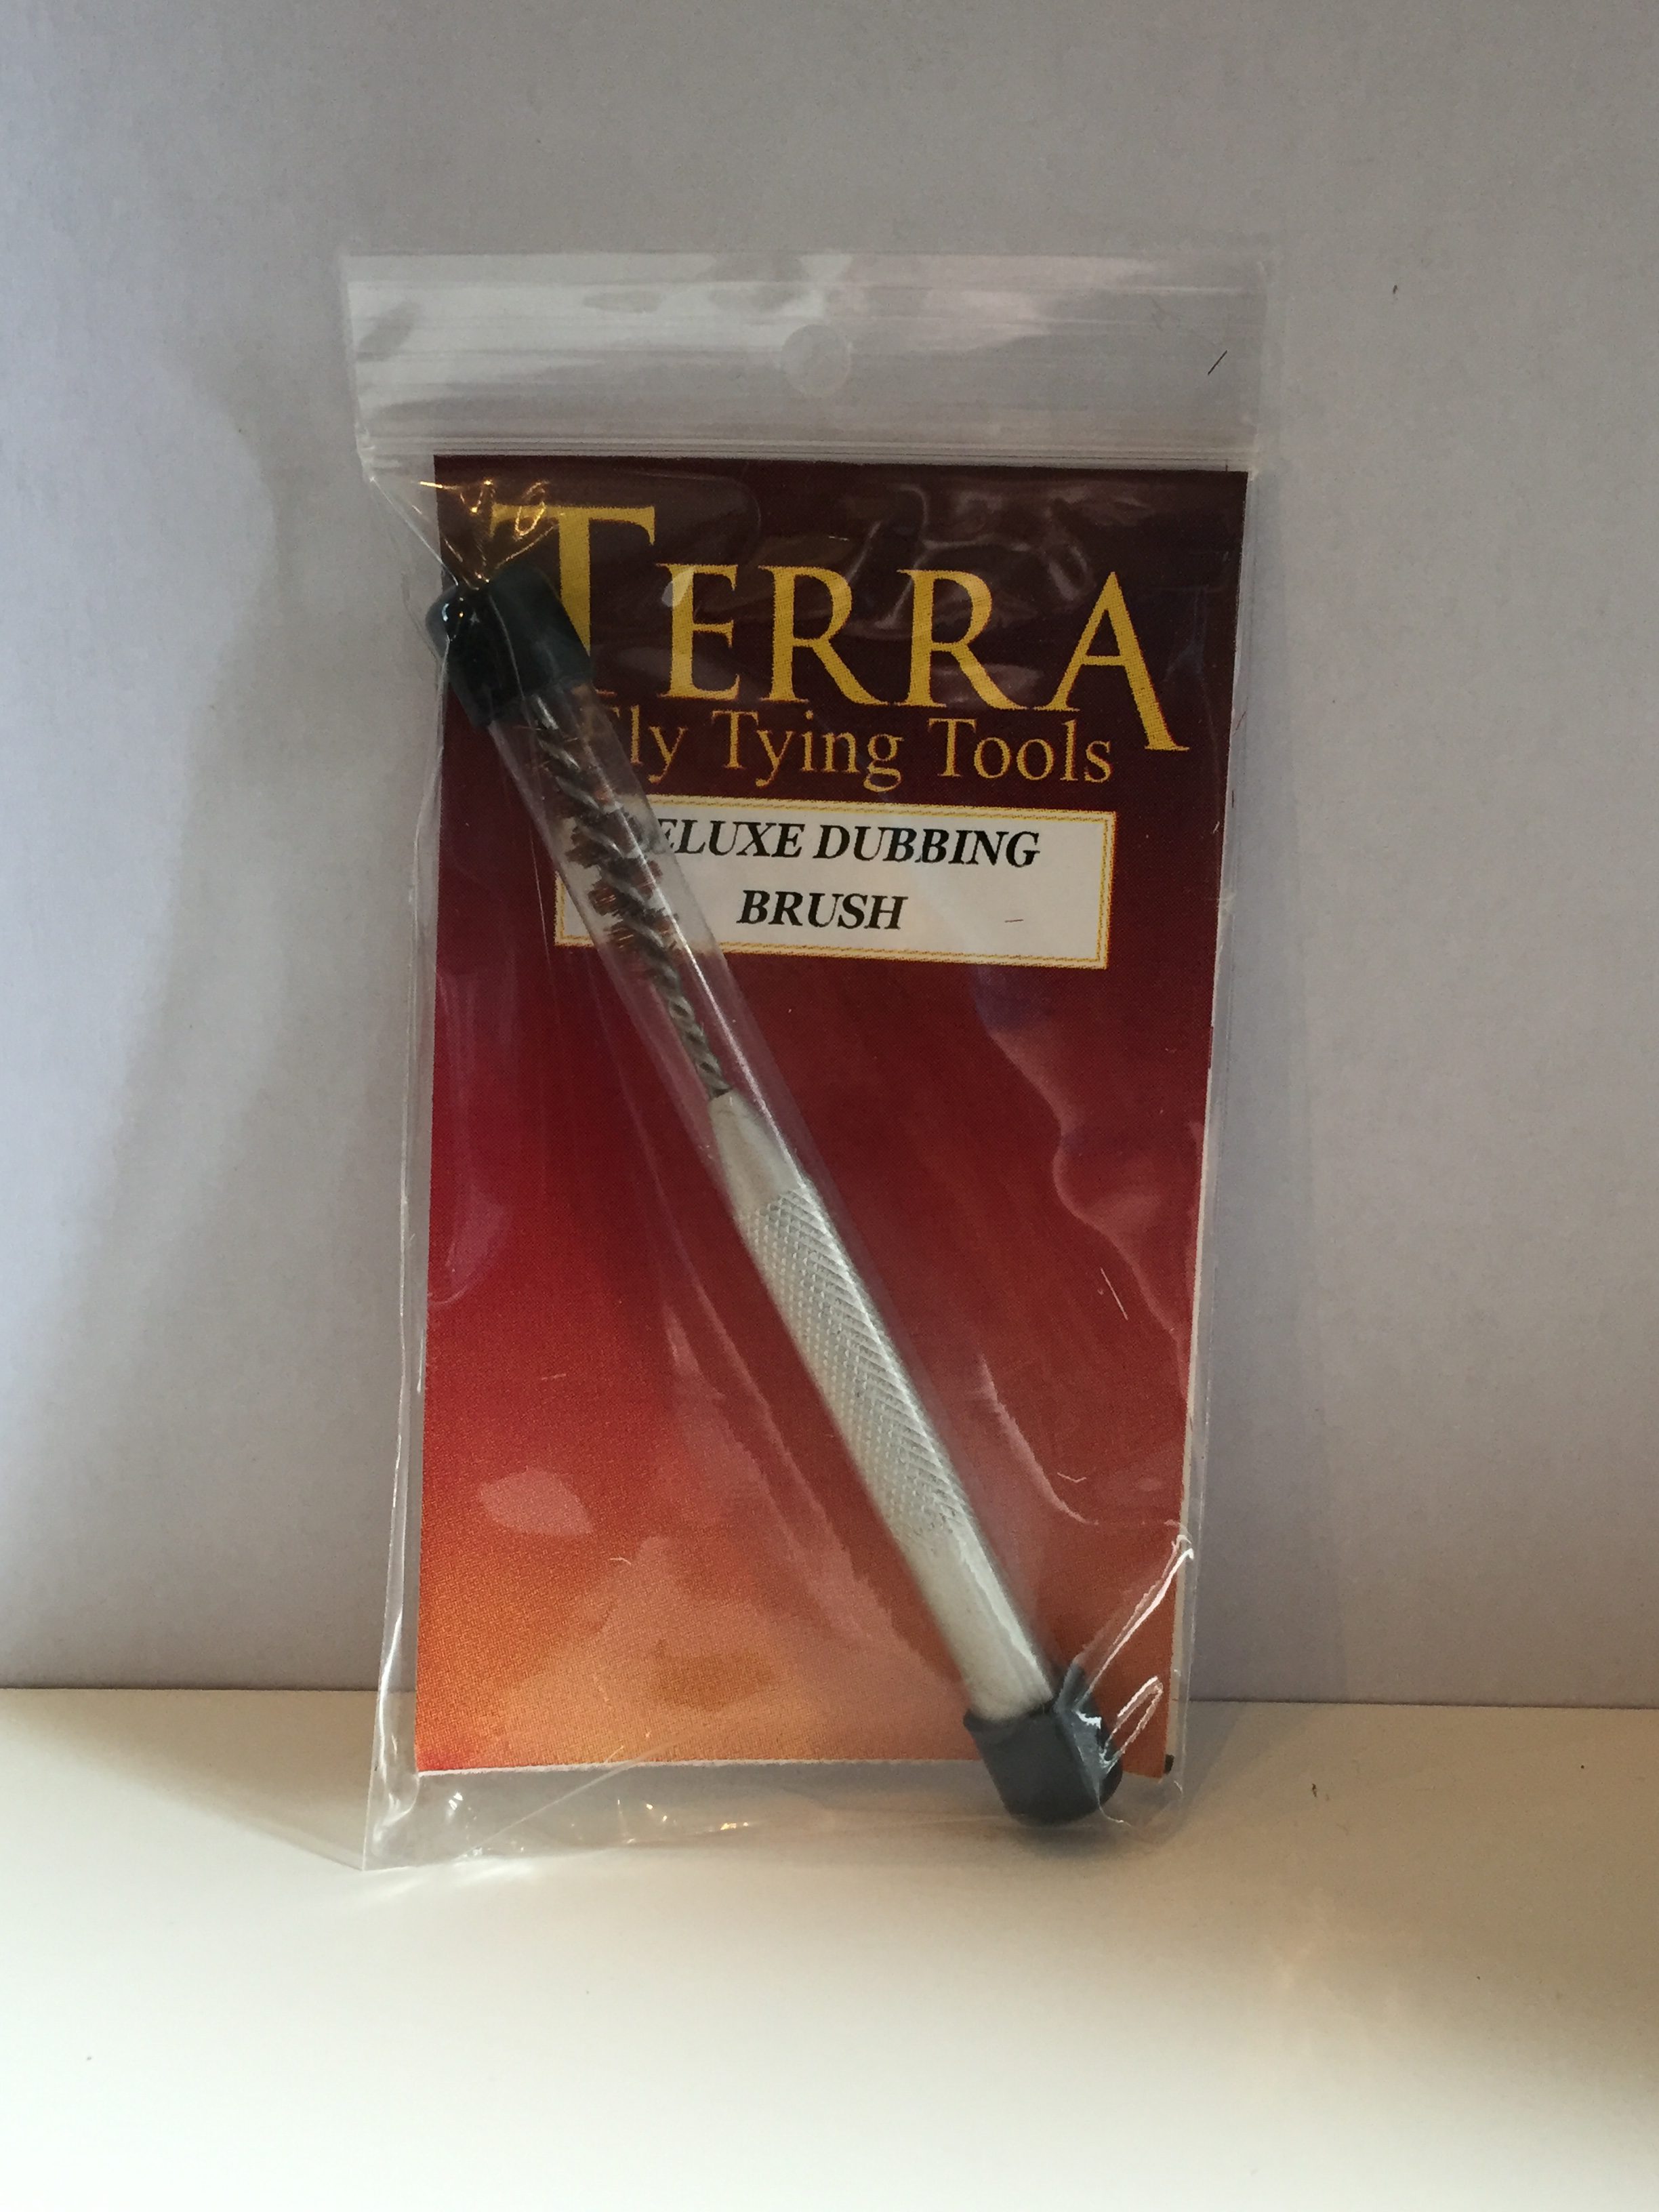 TERRA
Fly Tying Tools
DELUXE DUBBING
BRUSH